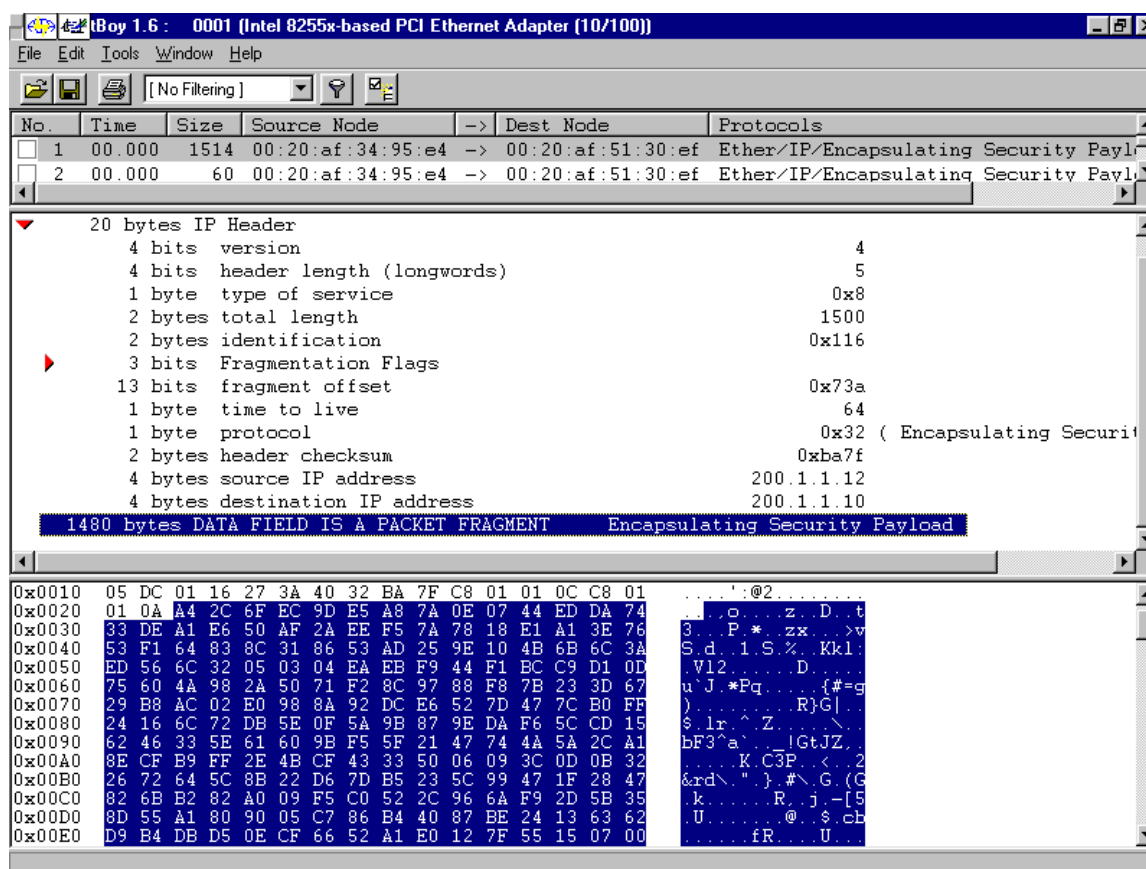 tBoy 1.6 : 0001 (Intel 8255x-based PCI Ethernet Adapter (10/100))
File Edit Tools Window Help
[ No Filtering ]
No. Time Size Source Node -> Dest Node Protocols
1 00.000 1514 00:20:af:34:95:e4 -> 00:20:af:51:30:ef Ether/IP/Encapsulating Security Payl
2 00.000 60 00:20:af:34:95:e4 -> 00:20:af:51:30:ef Ether/IP/Encapsulating Security Payl
20 bytes IP Header
4 bits version 4
4 bits header length (longwords) 5
1 byte type of service 0x8
2 bytes total length 1500
2 bytes identification 0x116
3 bits Fragmentation Flags
13 bits fragment offset 0x73a
1 byte time to live 64
1 byte protocol 0x32 ( Encapsulating Securit
2 bytes header checksum 0xba7f
4 bytes source IP address 200.1.1.12
4 bytes destination IP address 200.1.1.10
1480 bytes DATA FIELD IS A PACKET FRAGMENT Encapsulating Security Payload
0x0010 05 DC 01 16 27 3A 40 32 BA 7F C8 01 01 0C C8 01 ....':@2........
0x0020 01 0A A4 2C 6F EC 9D E5 A8 7A 0E 07 44 ED DA 74 ...,o....z..D..t
0x0030 33 DE A1 E6 50 AF 2A EE F5 7A 78 18 E1 A1 3E 76 3...P.*..zx...>v
0x0040 53 F1 64 83 8C 31 86 53 AD 25 9E 10 4B 6B 6C 3A S.d..1.S.%..Kkl:
0x0050 ED 56 6C 32 05 03 04 EA EB F9 44 F1 BC C9 D1 0D .Vl2......D.....
0x0060 75 60 4A 98 2A 50 71 F2 8C 97 88 F8 7B 23 3D 67 u`J.*Pq.....{#=g
0x0070 29 B8 AC 02 E0 98 8A 92 DC E6 52 7D 47 7C B0 FF ).........R}G|..
0x0080 24 16 6C 72 DB 5E 0F 5A 9B 87 9E DA F6 5C CD 15 $.lr.^.Z.....\..
0x0090 62 46 33 5E 61 60 9B F5 5F 21 47 74 4A 5A 2C A1 bF3^a`.._!GtJZ,.
0x00A0 8E CF B9 FF 2E 4B CF 43 33 50 06 09 3C 0D 0B 32 .....K.C3P..<..2
0x00B0 26 72 64 5C 8B 22 D6 7D B5 23 5C 99 47 1F 28 47 &rd\.".}.#\.G.(G
0x00C0 82 6B B2 82 A0 09 F5 C0 52 2C 96 6A F9 2D 5B 35 .k......R,.j.-[5
0x00D0 8D 55 A1 80 90 05 C7 86 B4 40 87 BE 24 13 63 62 .U.......@..$.cb
0x00E0 D9 B4 DB D5 0E CF 66 52 A1 E0 12 7F 55 15 07 00 ......fR....U...